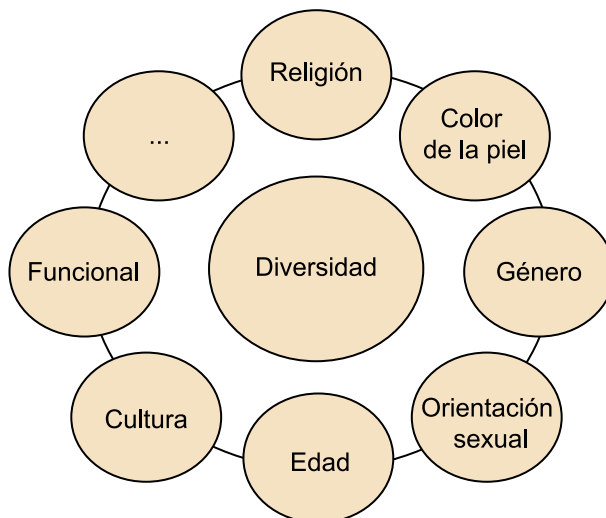 Religión
...
Color
de la piel
Funcional
Diversidad
Género
Cultura
Orientación
sexual
Edad